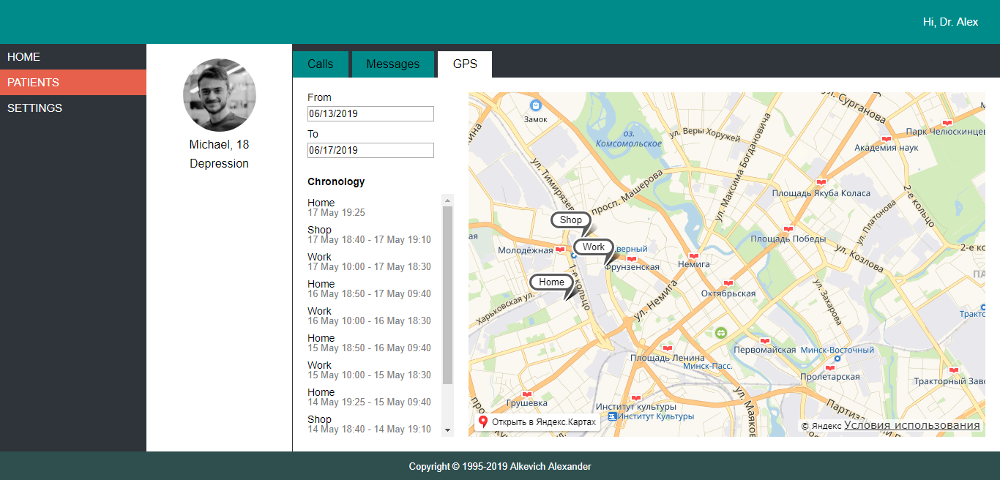 Hi, Dr. Alex
HOME
PATIENTS
SETTINGS
Michael, 18
Depression
Calls
Messages
GPS
From
06/13/2019
To
06/17/2019
Chronology
Home
17 May 19:25
Shop
17 May 18:40 - 17 May 19:10
Work
17 May 10:00 - 17 May 18:30
Home
16 May 18:50 - 17 May 09:40
Work
16 May 10:00 - 16 May 18:30
Home
15 May 18:50 - 16 May 09:40
Work
15 May 10:00 - 15 May 18:30
Home
14 May 19:25 - 15 May 09:40
Shop
14 May 18:40 - 14 May 19:10
Замок
ул. Сурганова
оз.
Комсомольское
ул. Веры Хоружей
Парк Челюскинцев
Академия наук
ул. Тимирязев
просп. Машерова
ул. Максима Богдановича
Площадь Якуба Коласа
2-е кольцо
ул. Платонова
Shop
Work
Home
Площадь Победы
Молодёжная
верный
Фрунзенская
Немига
ул. Козлова
2-е ко
1-е кольцо
Октябрьская
ул. Немига
ул. Захарова
Харьковская ул.
Тракто
Первомайская
Минск-Восточный
Площадь Ленина
Минск-Пасс.
Пролетарская
Тракторный Заво
Грушевка
Институт культуры
Институт Культуры
ул. Маяков
Партиза
Открыть в Яндекс.Картах
© Яндекс Условия использования
Copyright © 1995-2019 Alkevich Alexander